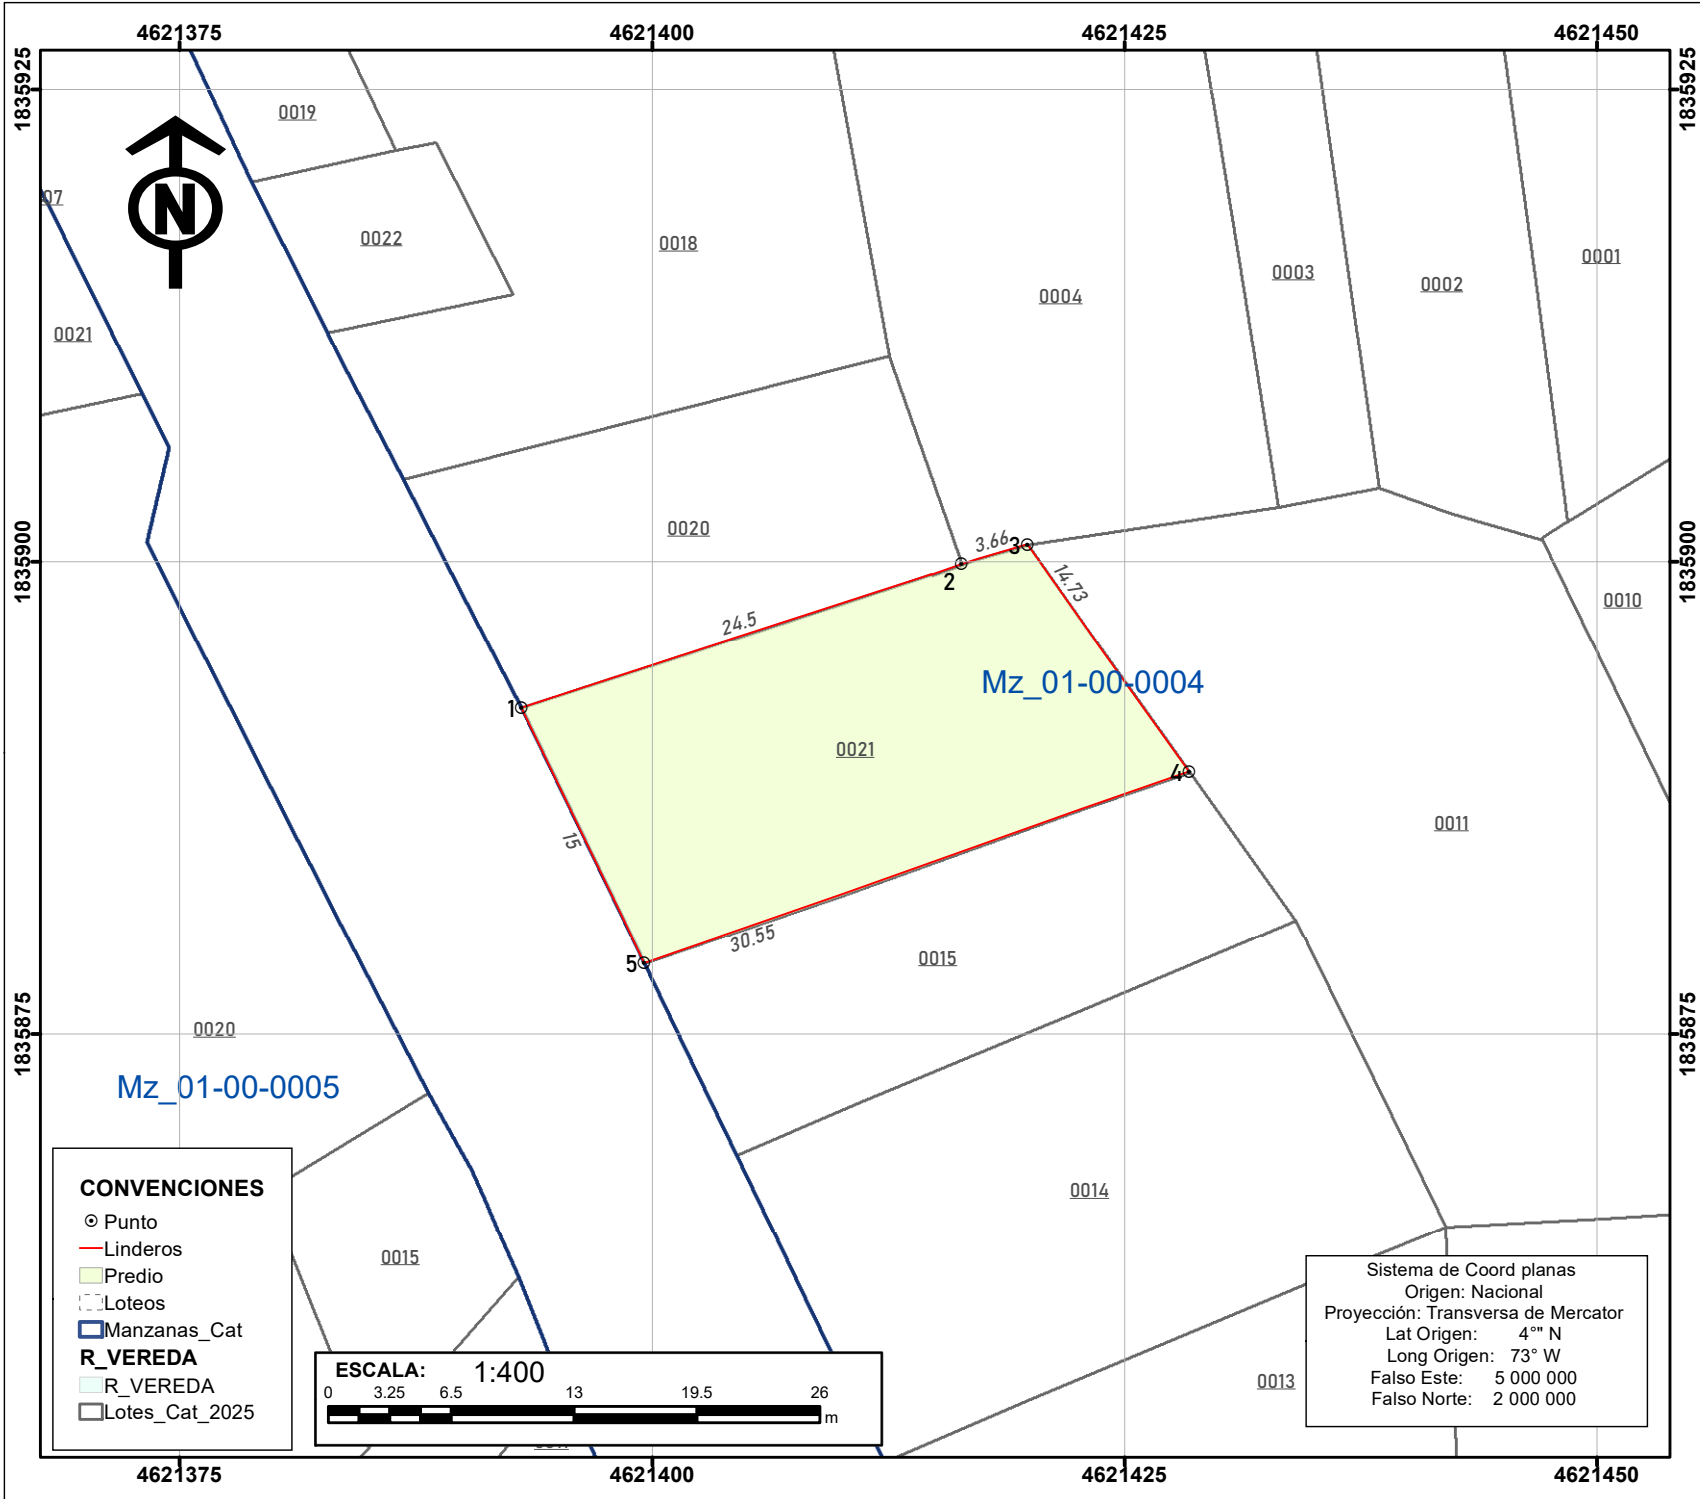 4621375 4621400 4621425 4621450
1835925 1835925
0019
07
N
0022
0018
0001
0003
0002
0004
0021
0020
3.66 3
2
14.73
1835900 1835900
0010
24.5
Mz_01-00-0004
1
0021
4
0011
15
30.55
5
0015
0020
1835875 1835875
Mz_01-00-0005
0014
0015
0013
CONVENCIONES
Punto
Linderos
Predio
Loteos
Manzanas_Cat
R_VEREDA
R_VEREDA
Lotes_Cat_2025
ESCALA: 1:400
0 3.25 6.5 13 19.5 26
m
Sistema de Coord planas
Origen: Nacional
Proyección: Transversa de Mercator
Lat Origen: 4°" N
Long Origen: 73° W
Falso Este: 5 000 000
Falso Norte: 2 000 000
4621375 4621400 4621425 4621450